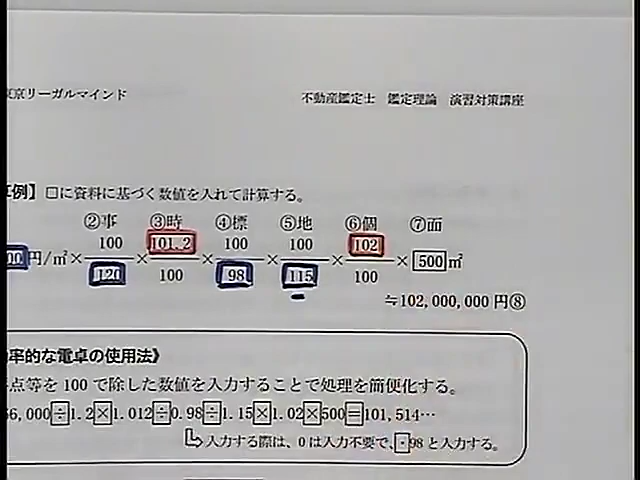 京リーガルマインド
不動産鑑定士 鑑定理論 演習対策講座
例】□に資料に基づく数値を入れて計算する。
②事 ③時 ④標 ⑤地 ⑥個 ⑦面
100 101.2 100 100 102
00円/㎡× × × × × ×500㎡
120 100 98 115 100
≒102,000,000円⑧
率的な電卓の使用法》
点等を100で除した数値を入力することで処理を簡便化する。
6,000÷1.2×1.012÷0.98÷1.15×1.02×500=101,514…
入力する際は、0は入力不要で、・98と入力する。